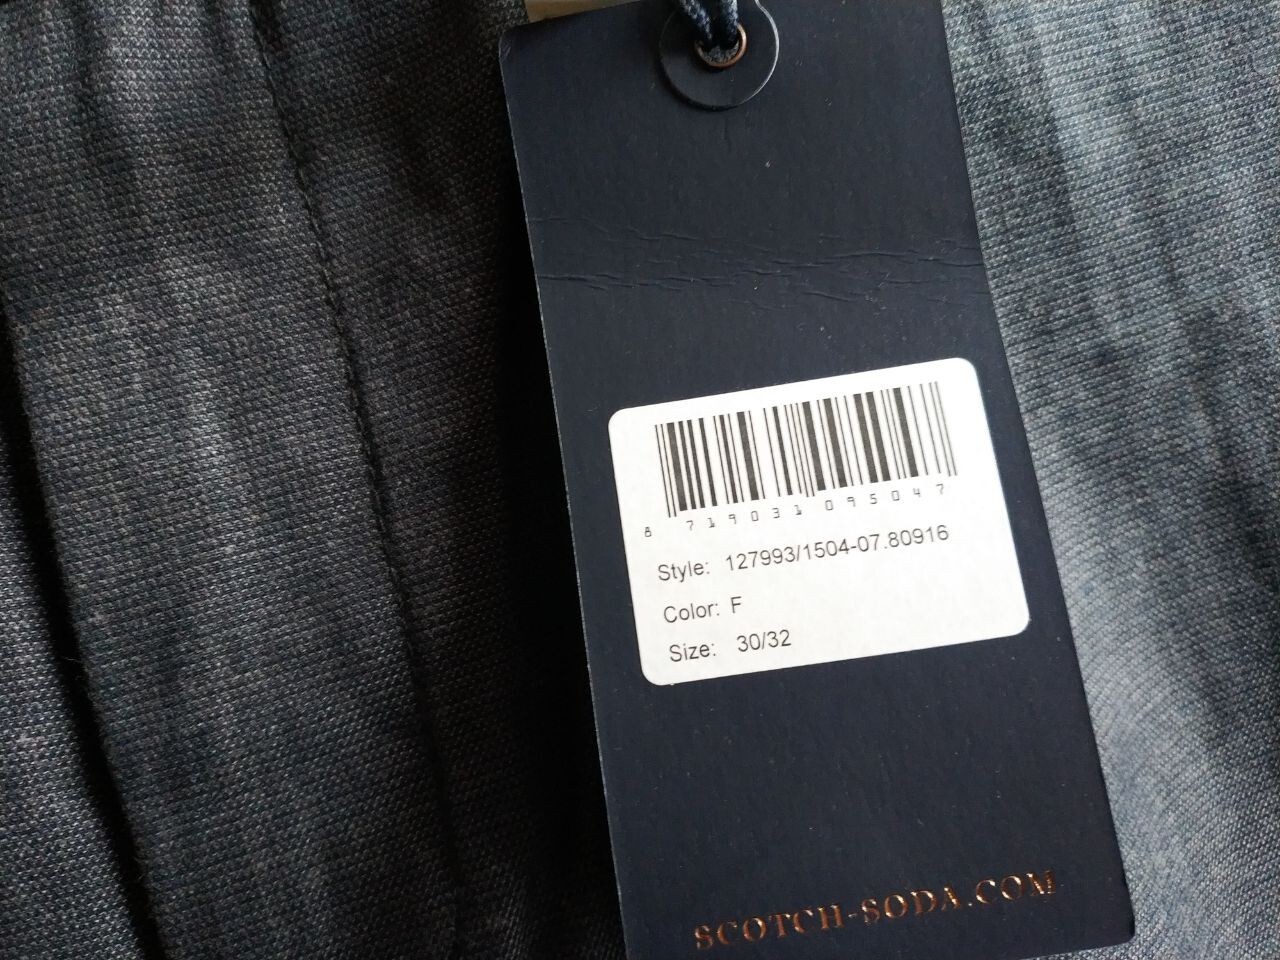 8 719031 095047
Style: 127993/1504-07.80916
Color: F
Size: 30/32
SCOTCH-SODA.COM